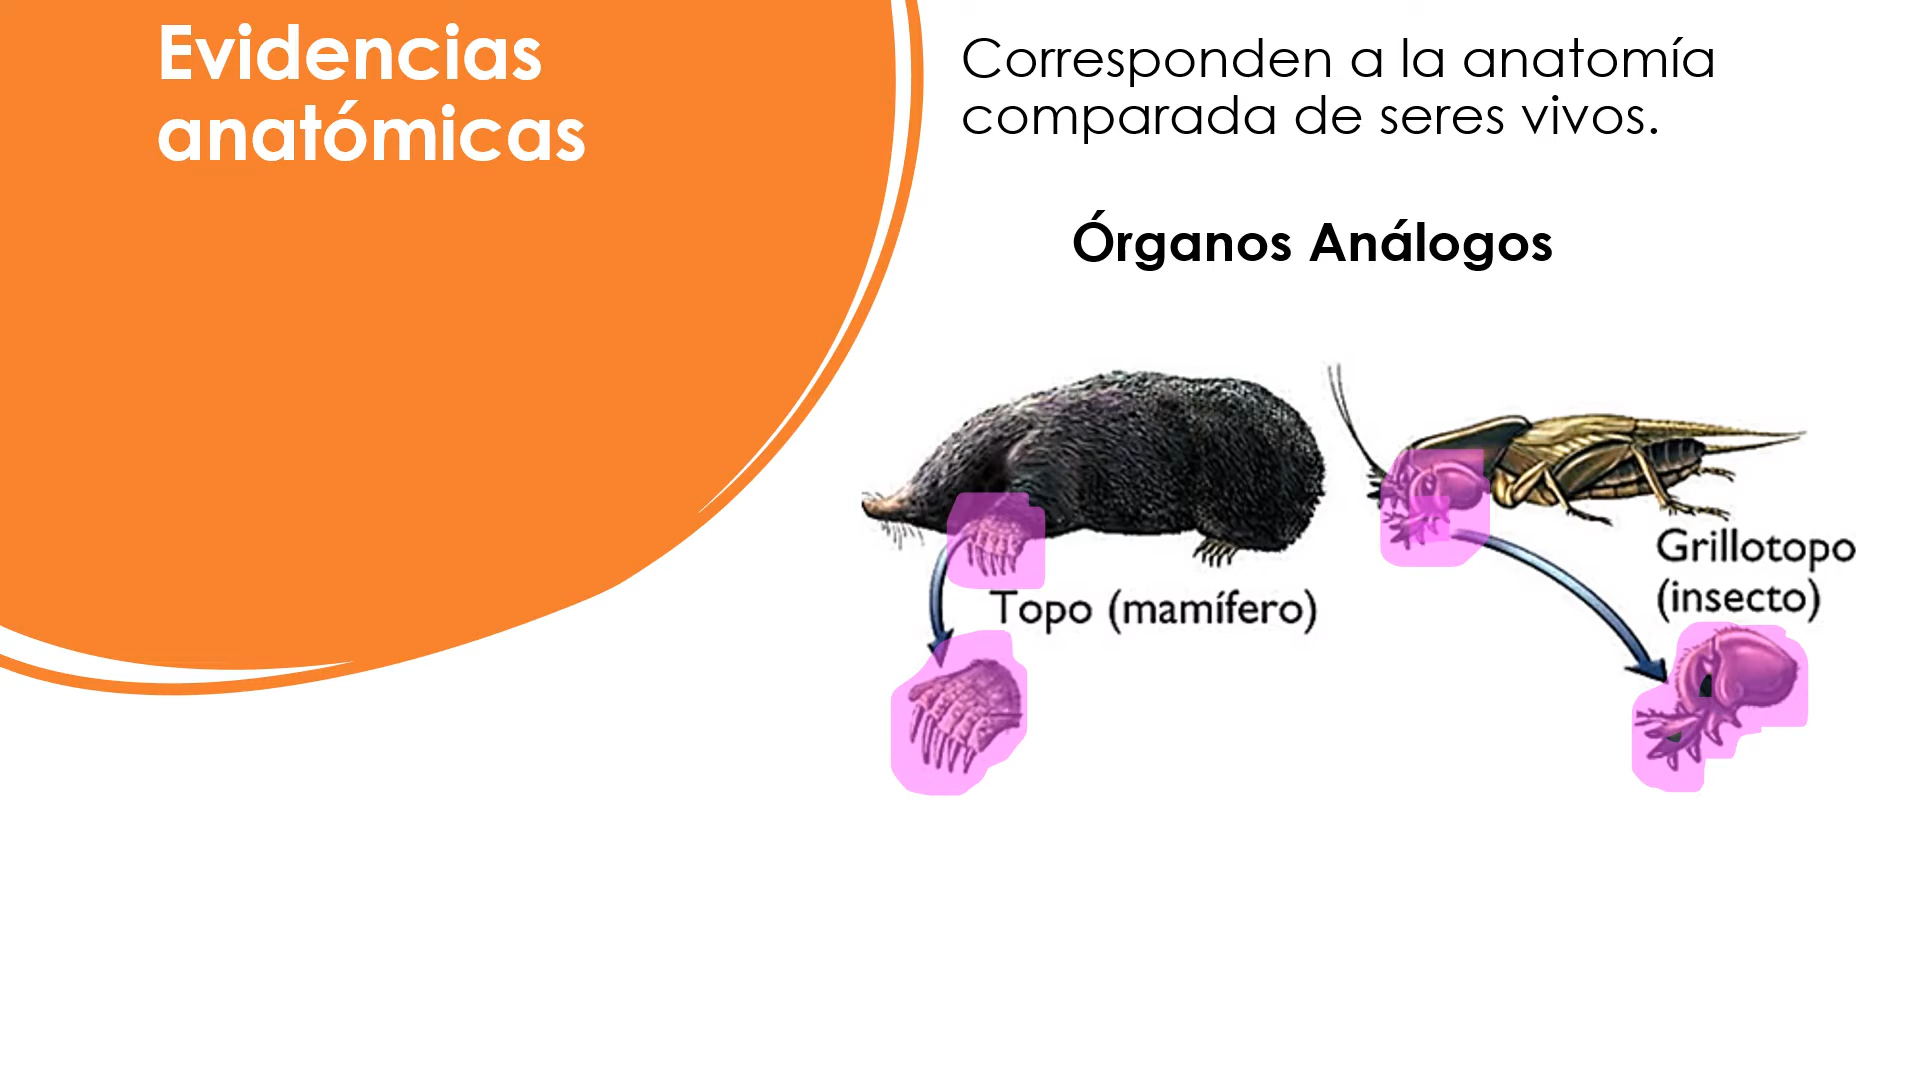 Evidencias
anatómicas
Corresponden a la anatomía
comparada de seres vivos.
Órganos Análogos
Topo (mamífero)
Grillotopo
(insecto)